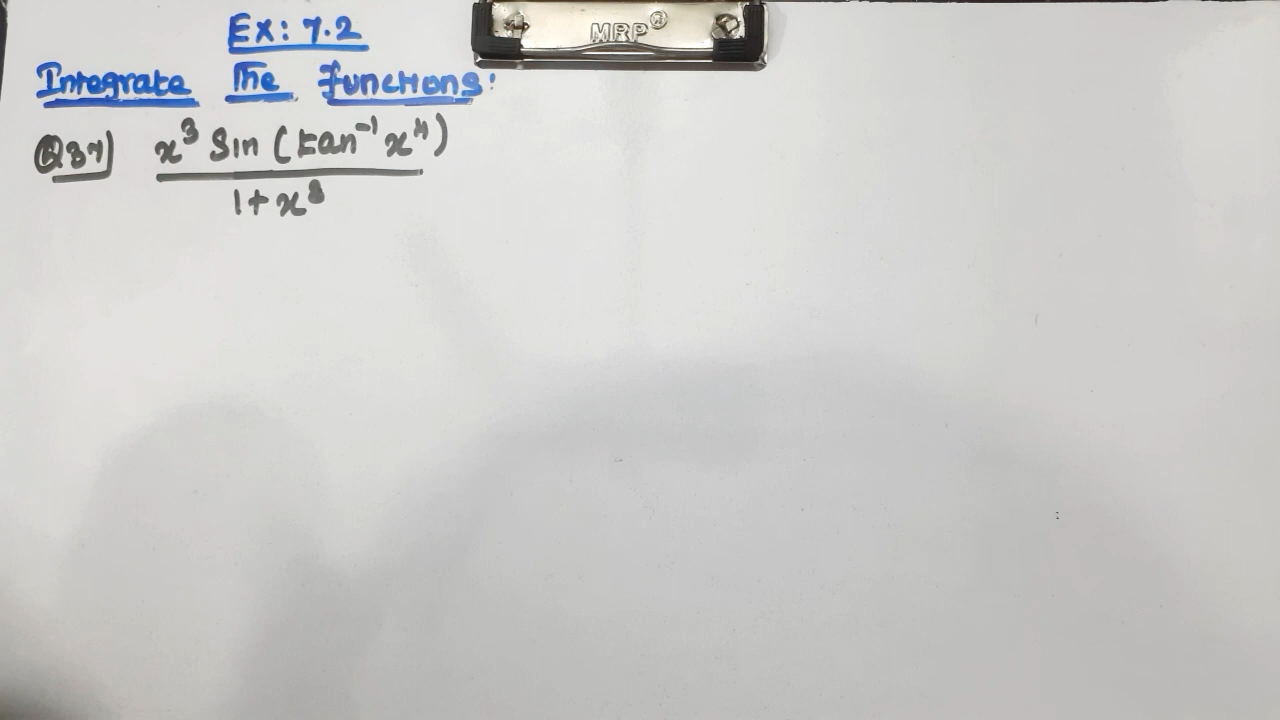 MRP®
Ex: 7.2
Integrate The functions:
Q37) x³ Sin (tan⁻¹ x⁴)
1 + x⁸